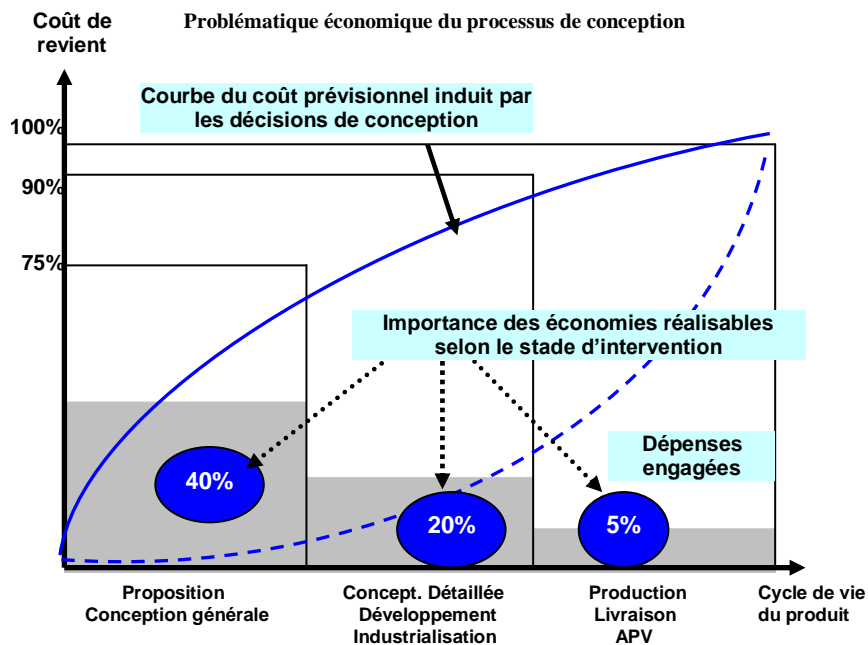 Problématique économique du processus de conception
Coût de
revient
Courbe du coût prévisionnel induit par
les décisions de conception
100%
90%
75%
Importance des économies réalisables
selon le stade d’intervention
Dépenses
engagées
40%
20%
5%
Proposition
Conception générale
Concept. Détaillée
Développement
Industrialisation
Production
Livraison
APV
Cycle de vie
du produit